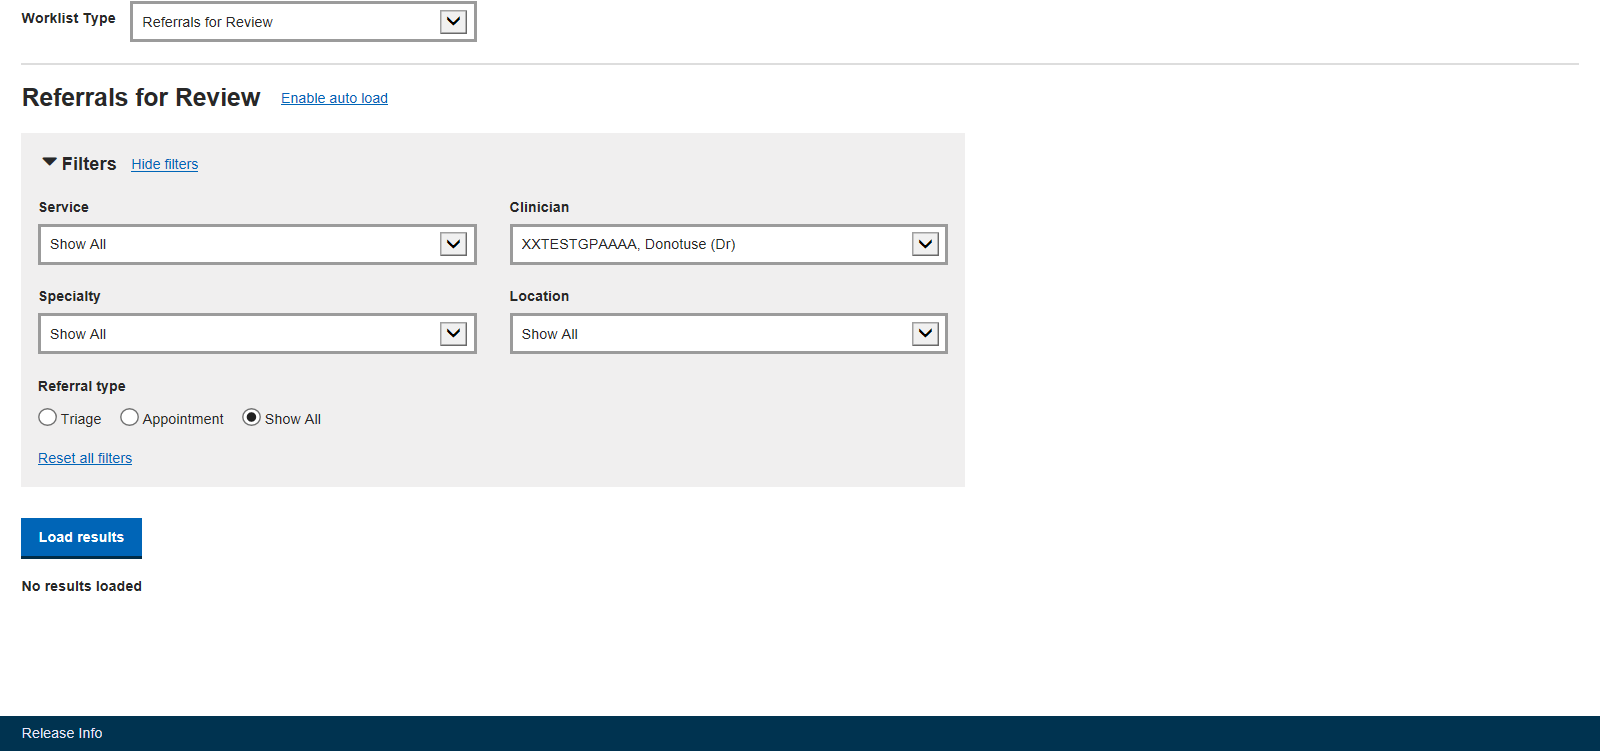 Worklist Type Referrals for Review
Referrals for Review Enable auto load
Filters Hide filters
Service Clinician
Show All XXTESTGPAAAA, Donotuse (Dr)
Specialty Location
Show All Show All
Referral type
Triage Appointment Show All
Reset all filters
Load results
No results loaded
Release Info